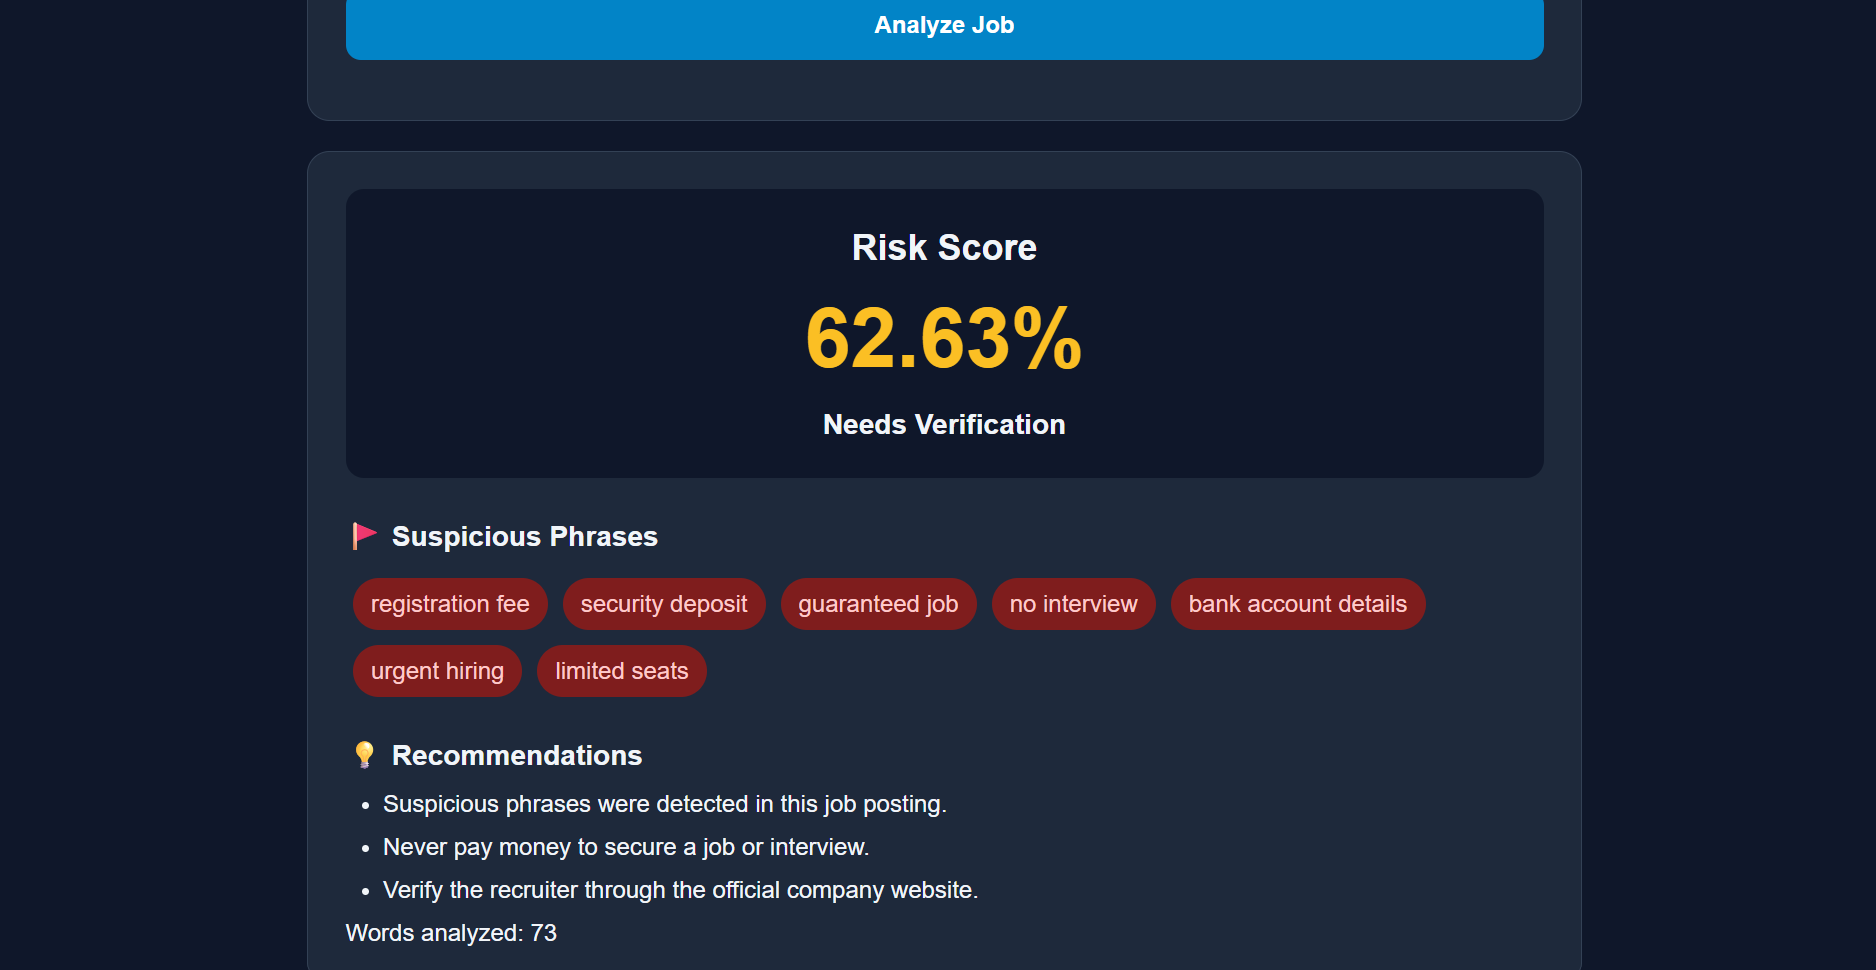 Analyze Job
Risk Score
62.63%
Needs Verification
Suspicious Phrases
registration fee security deposit guaranteed job no interview bank account details
urgent hiring limited seats
Recommendations
Suspicious phrases were detected in this job posting.
Never pay money to secure a job or interview.
Verify the recruiter through the official company website.
Words analyzed: 73